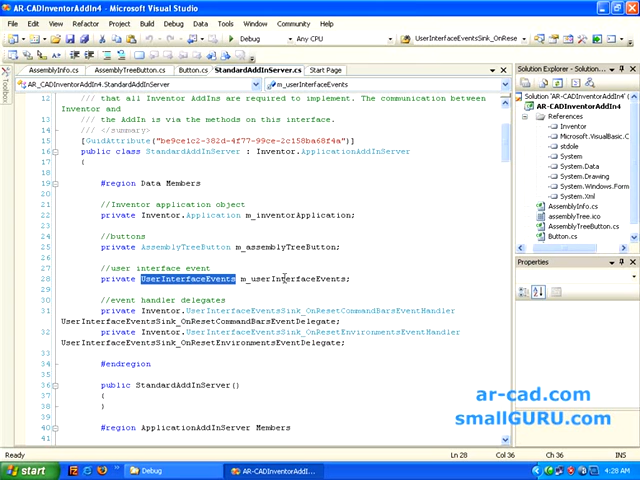 AR-CADInventorAddIn4 - Microsoft Visual Studio
File Edit View Refactor Project Build Debug Data Tools Window Community Help
Debug Any CPU UserInterfaceEventsSink_OnRese
AssemblyInfo.cs AssemblyTreeButton.cs Button.cs StandardAddInServer.cs Start Page
AR_CADInventorAddIn4.StandardAddInServer m_userInterfaceEvents
12 /// that all Inventor AddIns are required to implement. The communication between
Inventor and
13 /// the AddIn is via the methods on this interface.
14 /// </summary>
15 [GuidAttribute("be9ce1c2-382d-4f77-99ce-2c158ba68f4a")]
16 public class StandardAddInServer : Inventor.ApplicationAddInServer
17 {
18
19 #region Data Members
20
21 //Inventor application object
22 private Inventor.Application m_inventorApplication;
23
24 //buttons
25 private AssemblyTreeButton m_assemblyTreeButton;
26
27 //user interface event
28 private UserInterfaceEvents m_userInterfaceEvents;
29
30 //event handler delegates
31 private Inventor.UserInterfaceEventsSink_OnResetCommandBarsEventHandler
UserInterfaceEventsSink_OnResetCommandBarsEventDelegate;
32 private Inventor.UserInterfaceEventsSink_OnResetEnvironmentsEventHandler
UserInterfaceEventsSink_OnResetEnvironmentsEventDelegate;
33
34 #endregion
35
36 public StandardAddInServer()
37 {
38 }
39
40 #region ApplicationAddInServer Members
41
Solution Explorer - Solutio...
Solution 'AR-CADInventorAddIn4' (
AR-CADInventorAddIn4
References
Inventor
Microsoft.VisualBasic.C
stdole
System
System.Data
System.Drawing
System.Windows.Form
System.Xml
AssemblyInfo.cs
assemblyTree.ico
AssemblyTreeButton.cs
Button.cs
Properties
ar-cad.com
smallGURU.com
Ready Ln 28 Col 36 Ch 36 INS
start Debug AR-CADInventorAddI... 4:28 AM